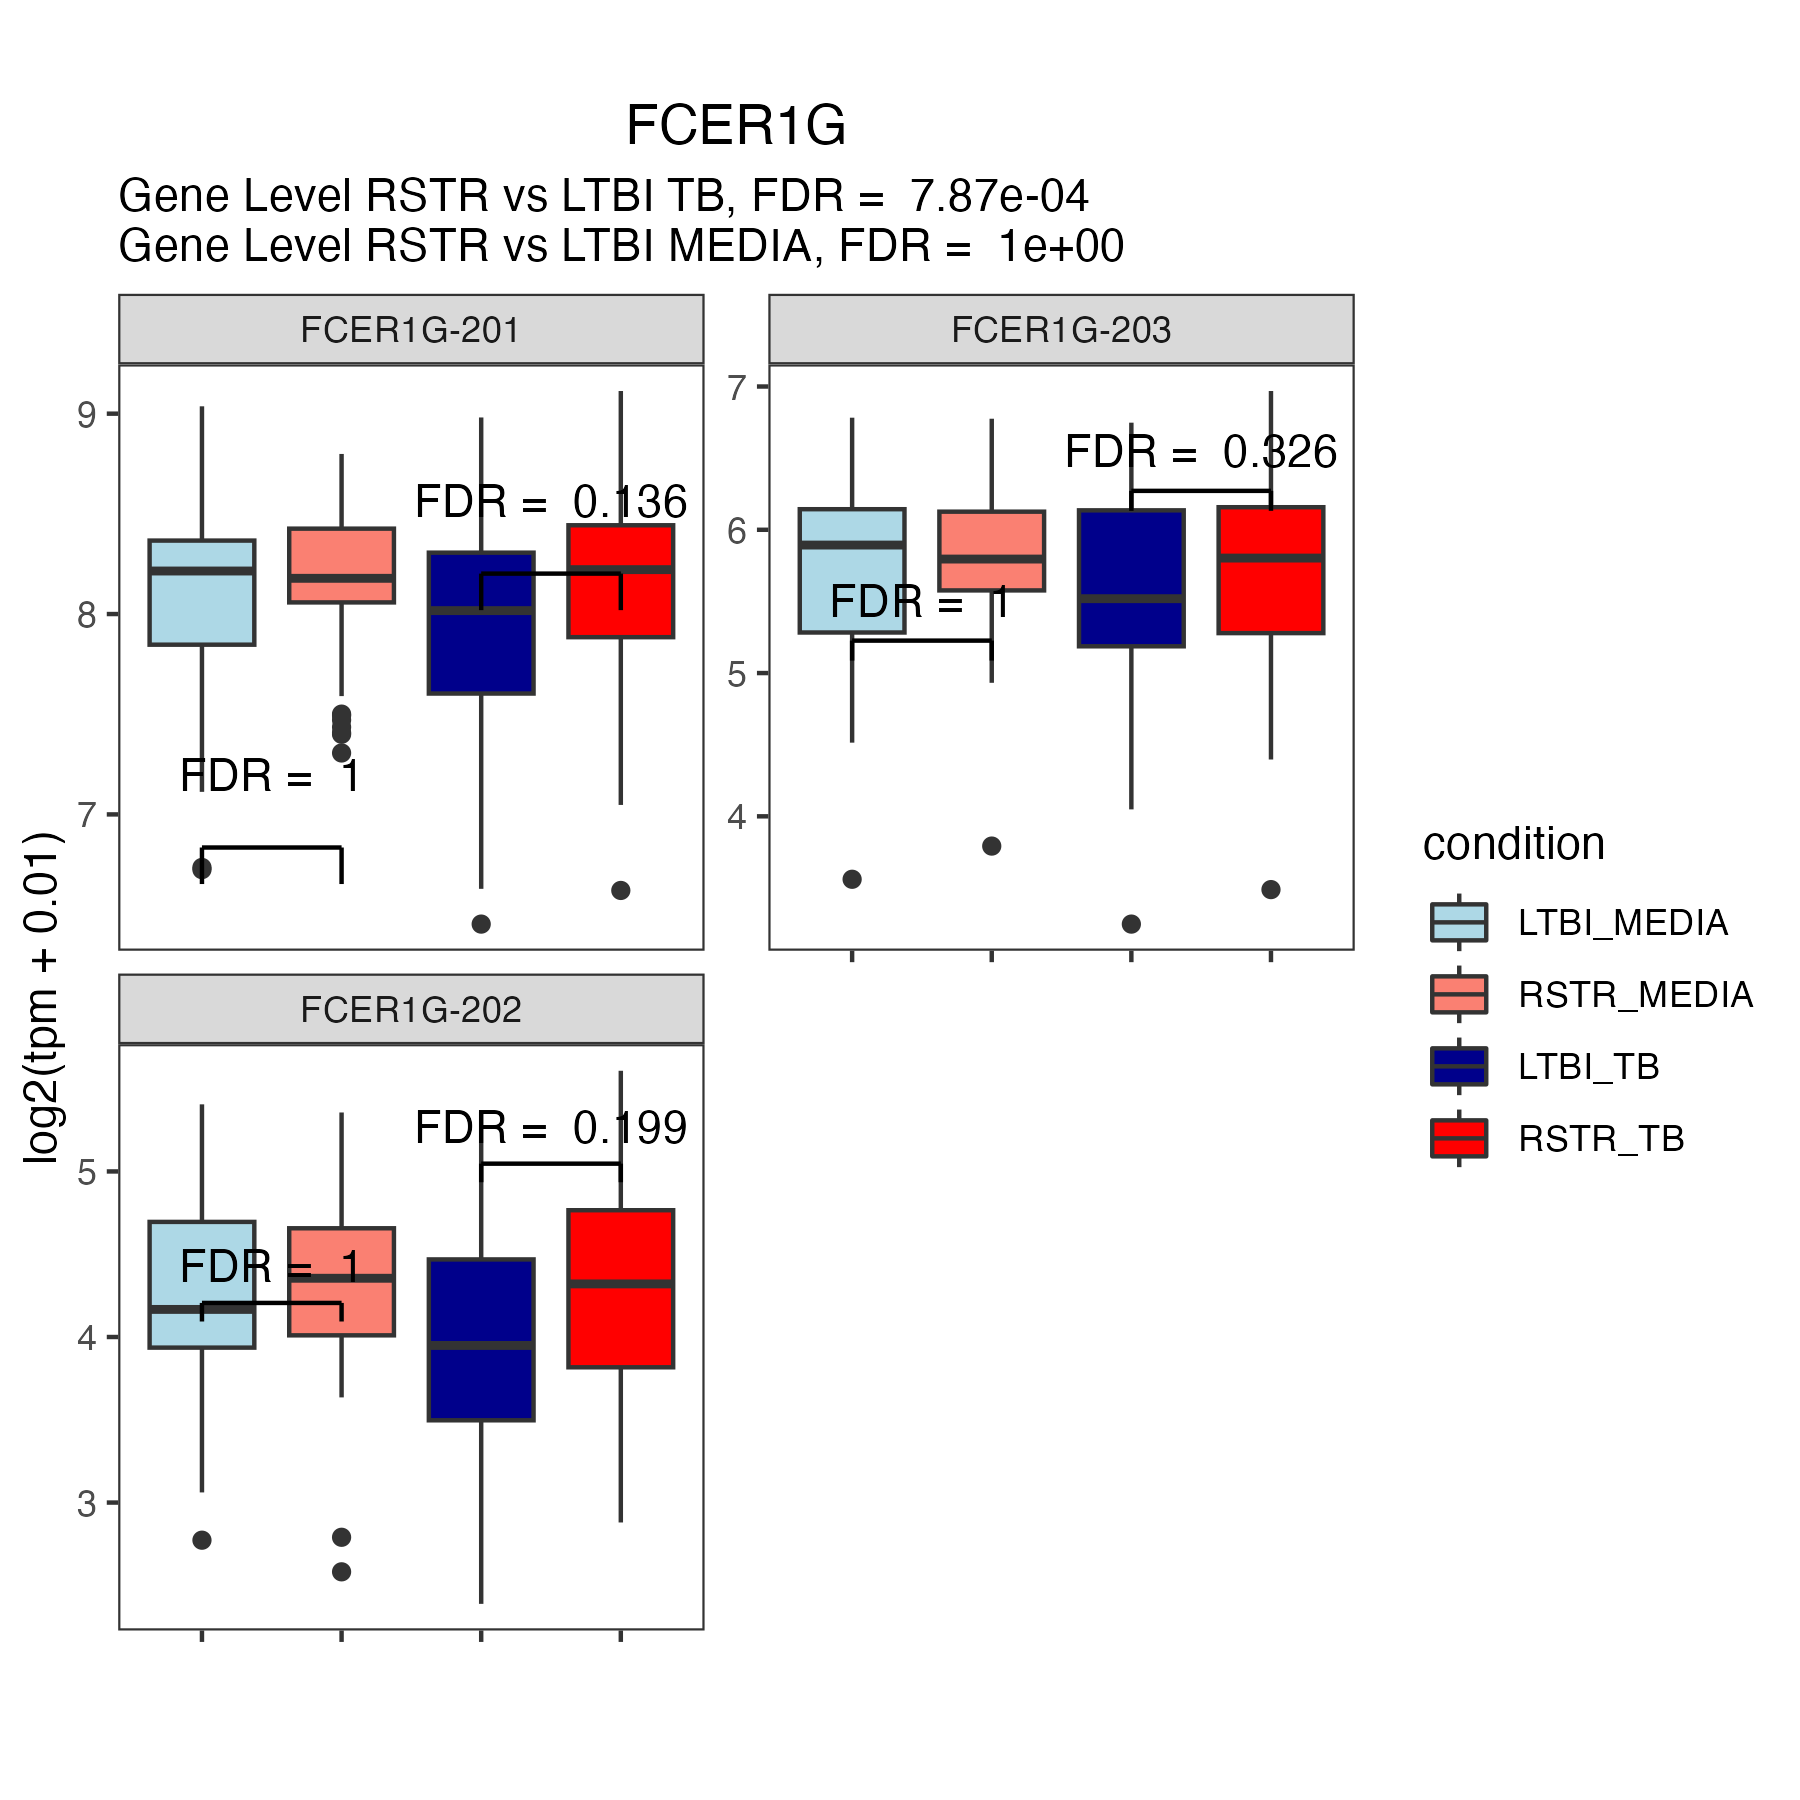 FCER1G
Gene Level RSTR vs LTBI TB, FDR =  7.87e-04
Gene Level RSTR vs LTBI MEDIA, FDR =  1e+00
FCER1G-201
9
8
7
FDR =  0.136
FDR =  1
FCER1G-203
7
6
5
4
FDR =  0.326
FDR =  1
FCER1G-202
5
4
3
FDR =  0.199
FDR =  1
log2(tpm + 0.01)
condition
LTBI_MEDIA
RSTR_MEDIA
LTBI_TB
RSTR_TB